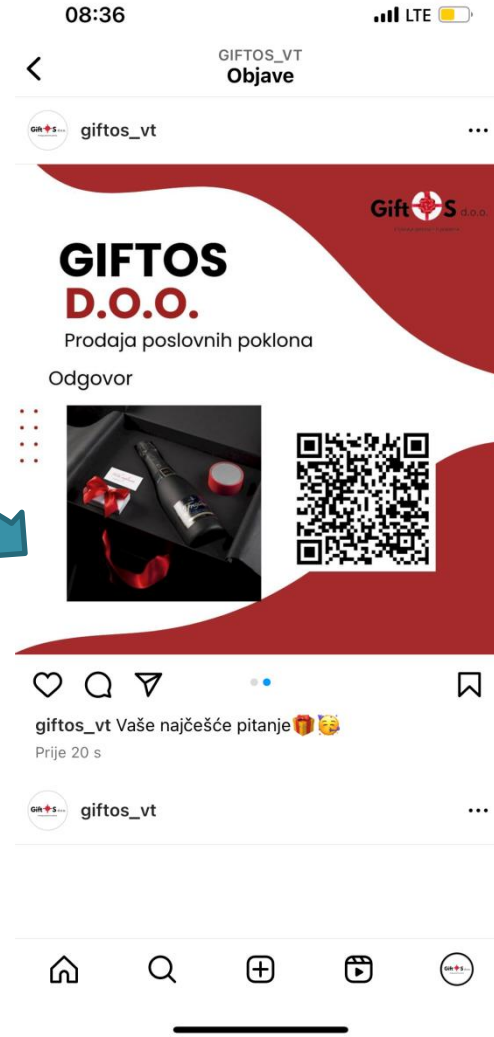 08:36
LTE
GIFTOS_VT
Objave
giftos_vt
Gift S d.o.o.
GIFTOS
D.O.O.
Prodaja poslovnih poklona
Odgovor
giftos_vt Vaše najčešće pitanje🎁🥳
Prije 20 s
giftos_vt